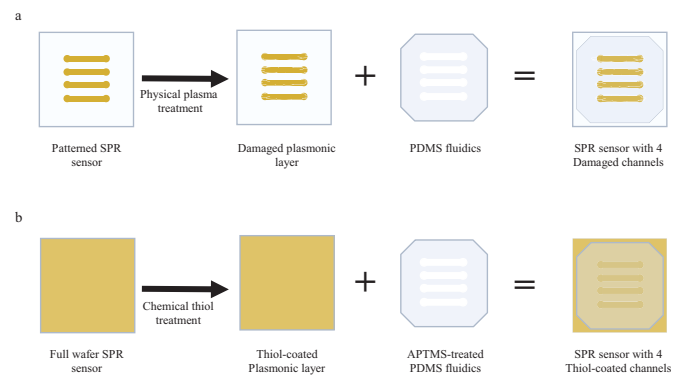 a
Physical plasma
treatment
+
=
Patterned SPR
sensor
Damaged plasmonic
layer
PDMS fluidics
SPR sensor with 4
Damaged channels
b
Chemical thiol
treatment
+
=
Full wafer SPR
sensor
Thiol-coated
Plasmonic layer
APTMS-treated
PDMS fluidics
SPR sensor with 4
Thiol-coated channels